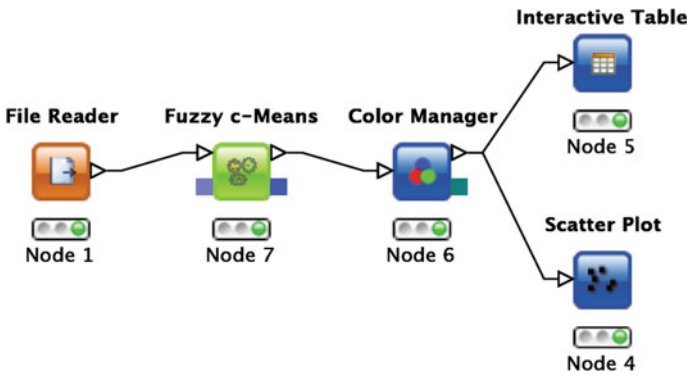 Interactive Table
Node 5
File Reader
Node 1
Fuzzy c-Means
Node 7
Color Manager
Node 6
Scatter Plot
Node 4